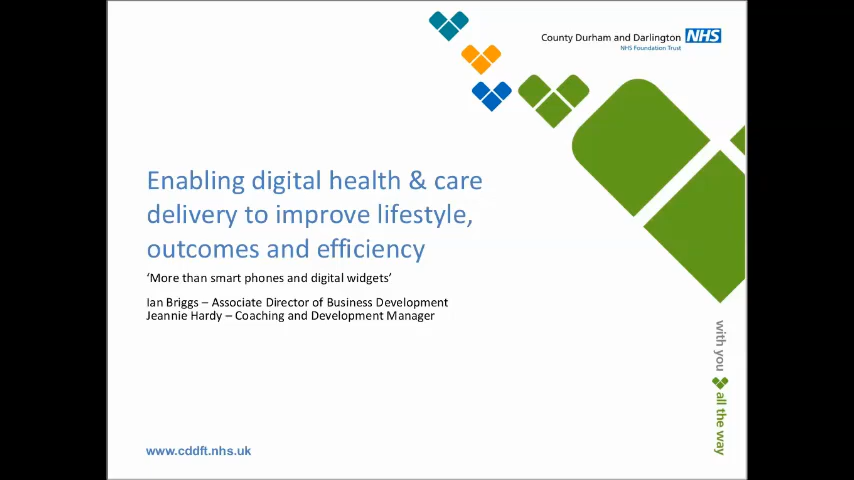 County Durham and Darlington NHS
NHS Foundation Trust
Enabling digital health & care
delivery to improve lifestyle,
outcomes and efficiency
‘More than smart phones and digital widgets’
Ian Briggs – Associate Director of Business Development
Jeannie Hardy – Coaching and Development Manager
with you all the way
www.cddft.nhs.uk